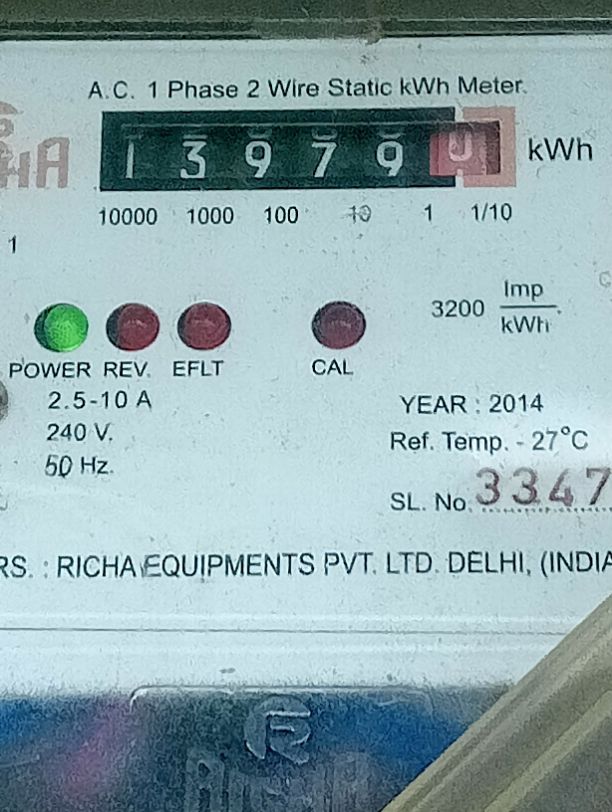 A.C. 1 Phase 2 Wire Static kWh Meter.
HA
1 3 9 7 9 kWh
10000 1000 100 10 1 1/10
1
3200 Imp/kWh
POWER REV. EFLT CAL
2.5-10 A
YEAR : 2014
240 V.
Ref. Temp. - 27°C
50 Hz.
SL. No. 3347
RS. : RICHA EQUIPMENTS PVT. LTD. DELHI, (INDIA
R